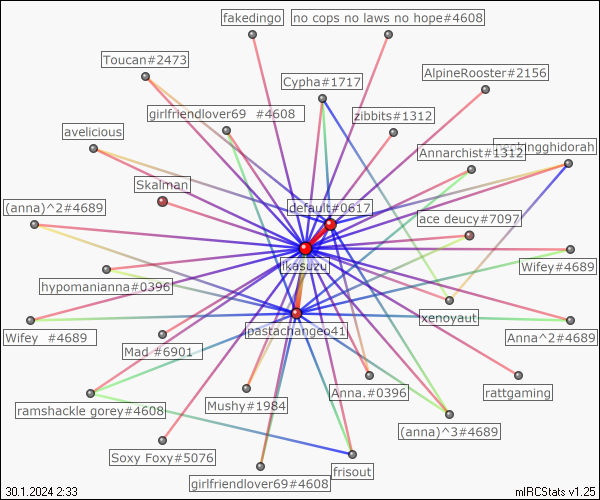 fakedingo
no cops no laws no hope#4608
Toucan#2473
Cypha#1717
AlpineRooster#2156
girlfriendlover69 #4608
zibbits#1312
avelicious
Annarchist#1312
Skalman
(anna)^2#4689
default#0617
ace deucy#7097
ikasuzu
Wifey#4689
hypomanianna#0396
xenoyaut
Wifey #4689
pastachangeo41
Anna^2#4689
Mad #6901
rattgaming
Mushy#1984
Anna.#0396
ramshackle gorey#4608
(anna)^3#4689
Soxy Foxy#5076
frisout
girlfriendlover69#4608
30.1.2024 2:33
mIRCStats v1.25